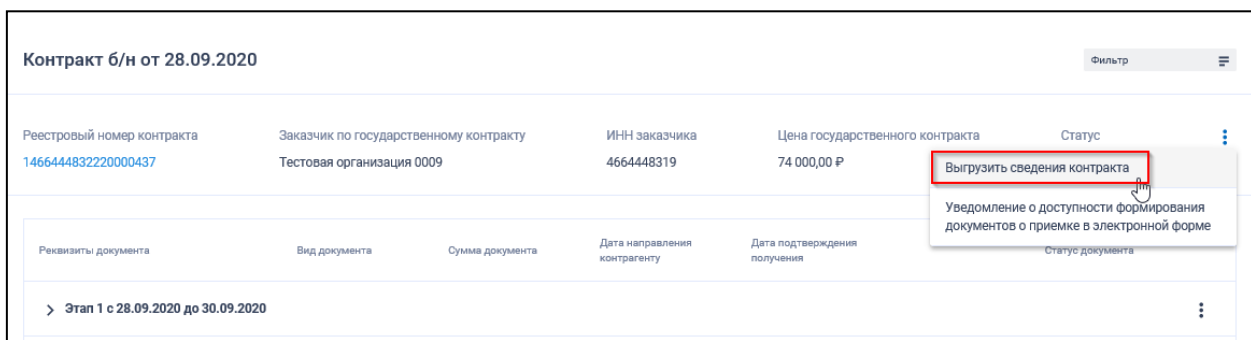 Контракт б/н от 28.09.2020
Фильтр
Реестровый номер контракта
Заказчик по государственному контракту
ИНН заказчика
Цена государственного контракта
Статус
1466444832220000437
Тестовая организация 0009
4664448319
74 000,00 ₽
Выгрузить сведения контракта
Уведомление о доступности формирования
документов о приемке в электронной форме
Реквизиты документа
Вид документа
Сумма документа
Дата направления
контрагенту
Дата подтверждения
получения
Статус документа
Этап 1 с 28.09.2020 до 30.09.2020